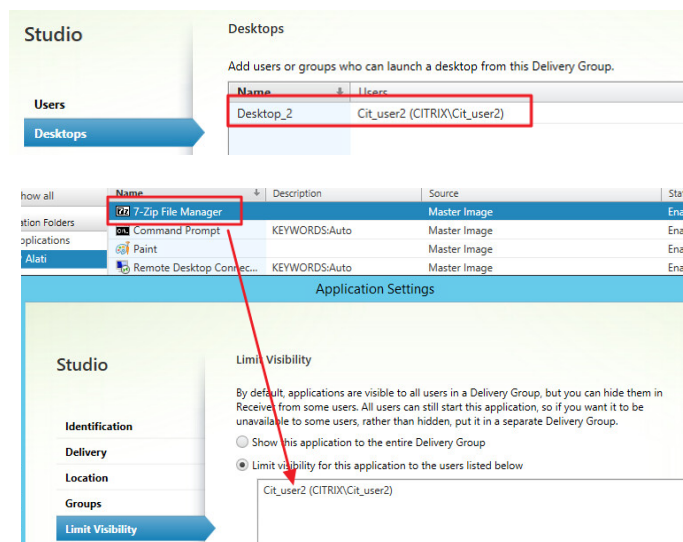 Studio
Desktops
Add users or groups who can launch a desktop from this Delivery Group.
Name Users
Users
Desktop_2 Cit_user2 (CITRIX\Cit_user2)
Desktops
how all Name Description Source Sta
7-Zip File Manager Master Image Ena
ation Folders
Command Prompt KEYWORDS:Auto Master Image Ena
pplications
Paint Master Image Ena
Alati
Remote Desktop Connec... KEYWORDS:Auto Master Image Ena
Application Settings
Studio
Limit Visibility
By default, applications are visible to all users in a Delivery Group, but you can hide them in
Receiver from some users. All users can still start this application, so if you want it to be
unavailable to some users, rather than hidden, put it in a separate Delivery Group.
Identification
Show this application to the entire Delivery Group
Delivery
Limit visibility for this application to the users listed below
Location
Cit_user2 (CITRIX\Cit_user2)
Groups
Limit Visibility